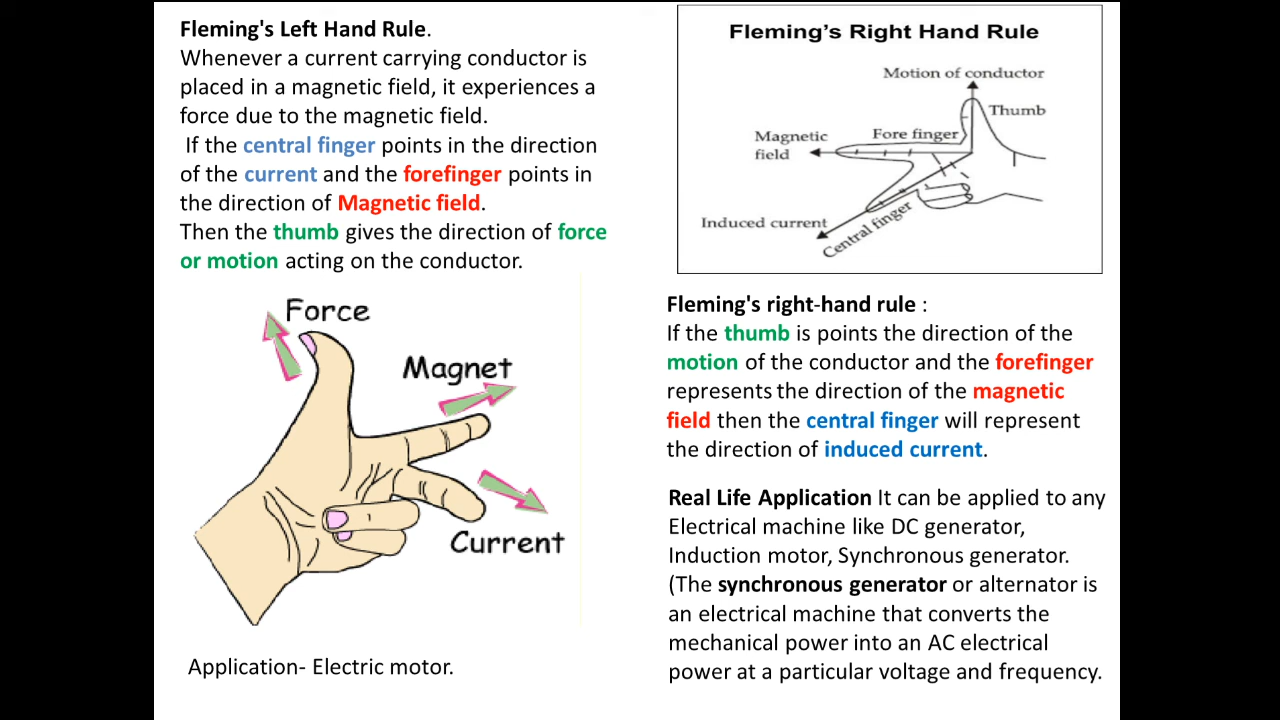 Fleming's Left Hand Rule.
Whenever a current carrying conductor is
placed in a magnetic field, it experiences a
force due to the magnetic field.
If the central finger points in the direction
of the current and the forefinger points in
the direction of Magnetic field.
Then the thumb gives the direction of force
or motion acting on the conductor.
Force
Magnet
Current
Application- Electric motor.
Fleming's Right Hand Rule
Motion of conductor
Thumb
Fore finger
Magnetic
field
Induced current
Central finger
Fleming's right-hand rule :
If the thumb is points the direction of the
motion of the conductor and the forefinger
represents the direction of the magnetic
field then the central finger will represent
the direction of induced current.
Real Life Application It can be applied to any
Electrical machine like DC generator,
Induction motor, Synchronous generator.
(The synchronous generator or alternator is
an electrical machine that converts the
mechanical power into an AC electrical
power at a particular voltage and frequency.